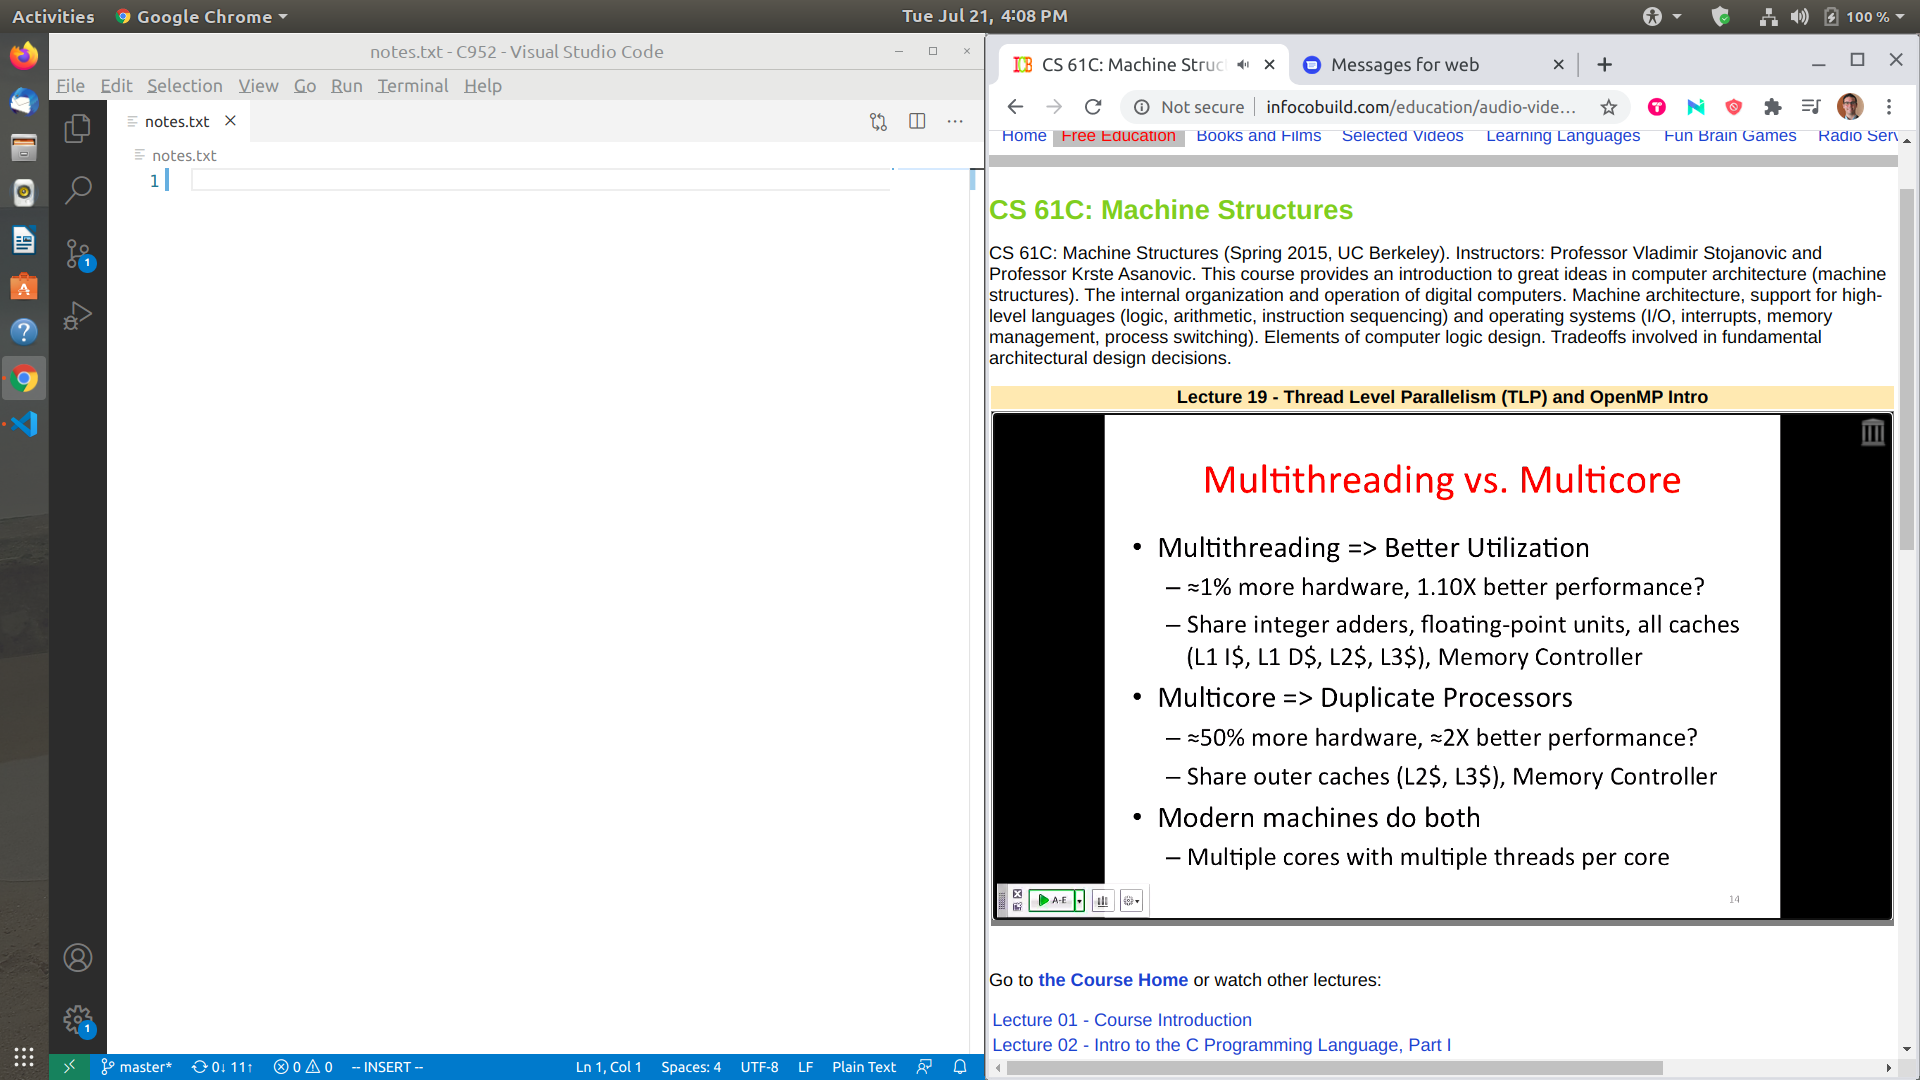 Activities
Google Chrome
Tue Jul 21, 4:08 PM
100 %
notes.txt - C952 - Visual Studio Code
File Edit Selection View Go Run Terminal Help
notes.txt
notes.txt
1
1
1
master*
0↓ 11↑
0 0
-- INSERT --
Ln 1, Col 1
Spaces: 4
UTF-8
LF
Plain Text
CS 61C: Machine Struc
Messages for web
Not secure
infocobuild.com/education/audio-vide...
Home Free Education Books and Films Selected Videos Learning Languages Fun Brain Games Radio Serv
CS 61C: Machine Structures
CS 61C: Machine Structures (Spring 2015, UC Berkeley). Instructors: Professor Vladimir Stojanovic and
Professor Krste Asanovic. This course provides an introduction to great ideas in computer architecture (machine
structures). The internal organization and operation of digital computers. Machine architecture, support for high-
level languages (logic, arithmetic, instruction sequencing) and operating systems (I/O, interrupts, memory
management, process switching). Elements of computer logic design. Tradeoffs involved in fundamental
architectural design decisions.
Lecture 19 - Thread Level Parallelism (TLP) and OpenMP Intro
Multithreading vs. Multicore
• Multithreading => Better Utilization
– ≈1% more hardware, 1.10X better performance?
– Share integer adders, floating-point units, all caches
(L1 I$, L1 D$, L2$, L3$), Memory Controller
• Multicore => Duplicate Processors
– ≈50% more hardware, ≈2X better performance?
– Share outer caches (L2$, L3$), Memory Controller
• Modern machines do both
– Multiple cores with multiple threads per core
A-E
14
Go to the Course Home or watch other lectures:
Lecture 01 - Course Introduction
Lecture 02 - Intro to the C Programming Language, Part I